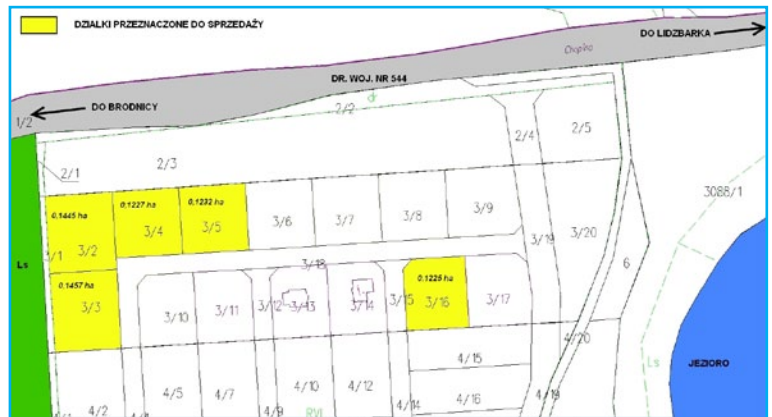 DZIAŁKI PRZEZNACZONE DO SPRZEDAŻY
DO LIDZBARKA
DR. WOJ. NR 544
DO BRODNICY
1/2
2/2
dr
2/4
2/5
2/1
2/3
3088/1
0,1445 ha
0,1227 ha
0,1232 ha
3/1
3/2
3/4
3/5
3/6
3/7
3/8
3/9
3/19
3/20
6
Ls
3/18
0,1457 ha
3/3
3/10
3/11
3/12
3/13
3/14
3/15
0,1225 ha
3/16
3/17
4/20
4/15
Ls
JEZIORO
4/2
4/5
4/7
4/9
4/10
RVI
4/12
4/14
4/16
4/19